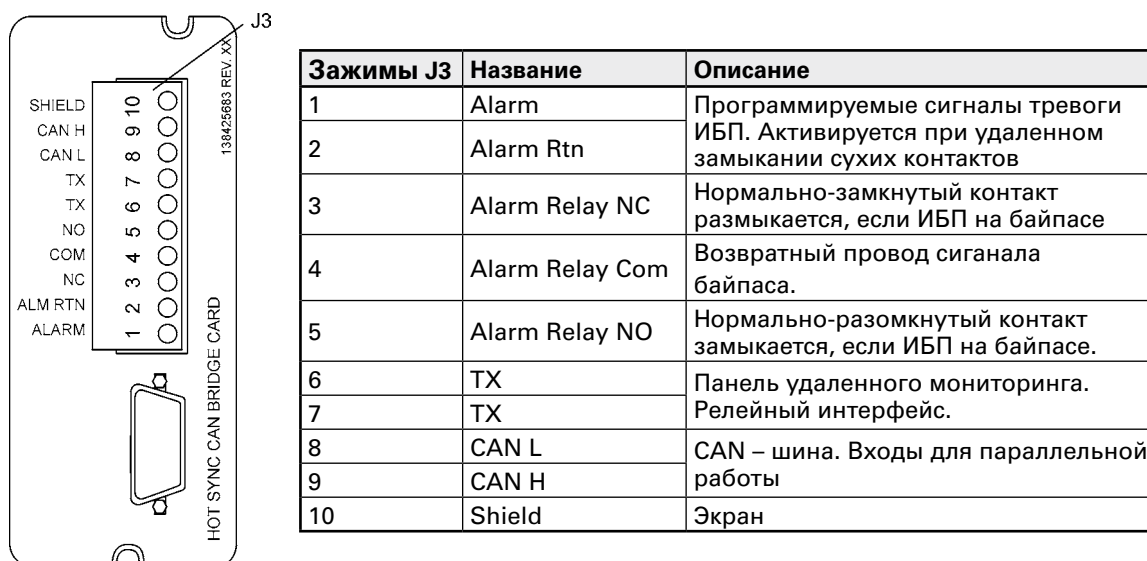 J3
138425683 REV. XX
SHIELD 10
CAN H 9
CAN L 8
TX 7
TX 6
NO 5
COM 4
NC 3
ALM RTN 2
ALARM 1
HOT SYNC CAN BRIDGE CARD
Зажимы J3 Название Описание
1 Alarm Программируемые сигналы тревоги
ИБП. Активируется при удаленном
2 Alarm Rtn замыкании сухих контактов
3 Alarm Relay NC Нормально-замкнутый контакт
размыкается, если ИБП на байпасе
4 Alarm Relay Com Возвратный провод сиганала
байпаса.
5 Alarm Relay NO Нормально-разомкнутый контакт
замыкается, если ИБП на байпасе.
6 TX Панель удаленного мониторинга.
7 TX Релейный интерфейс.
8 CAN L CAN – шина. Входы для параллельной
9 CAN H работы
10 Shield Экран